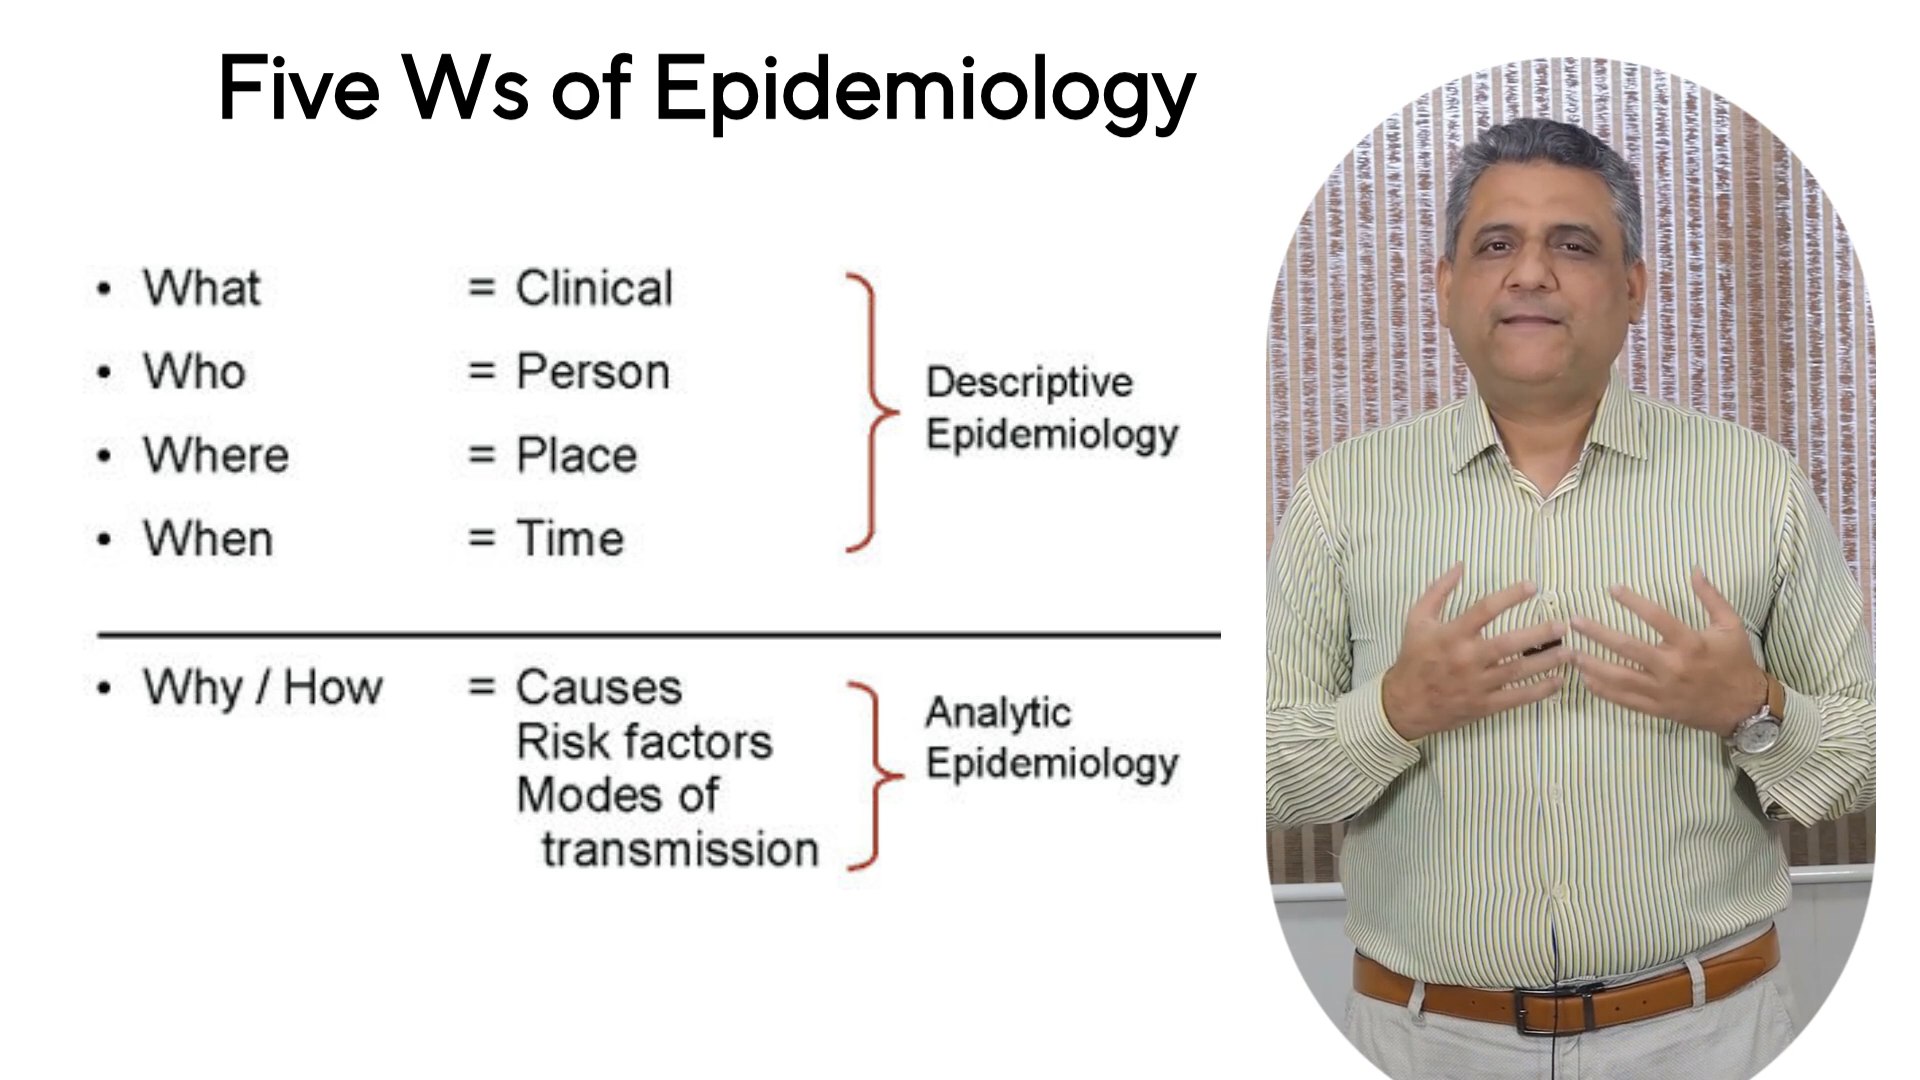 Five Ws of Epidemiology
• What = Clinical
• Who = Person
• Where = Place
• When = Time
Descriptive
Epidemiology
• Why / How = Causes
Risk factors
Modes of
transmission
Analytic
Epidemiology